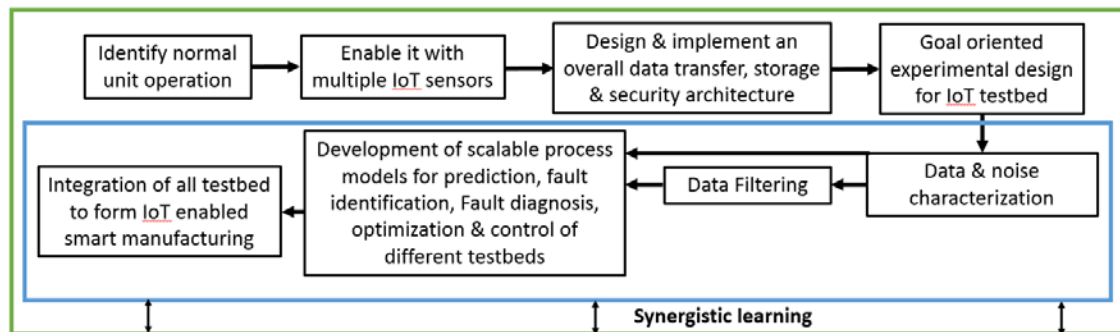 Identify normal
unit operation
Enable it with
multiple IoT sensors
Design & implement an
overall data transfer, storage
& security architecture
Goal oriented
experimental design
for IoT testbed
Data & noise
characterization
Data Filtering
Development of scalable process
models for prediction, fault
identification, Fault diagnosis,
optimization & control of
different testbeds
Integration of all testbed
to form IoT enabled
smart manufacturing
Synergistic learning